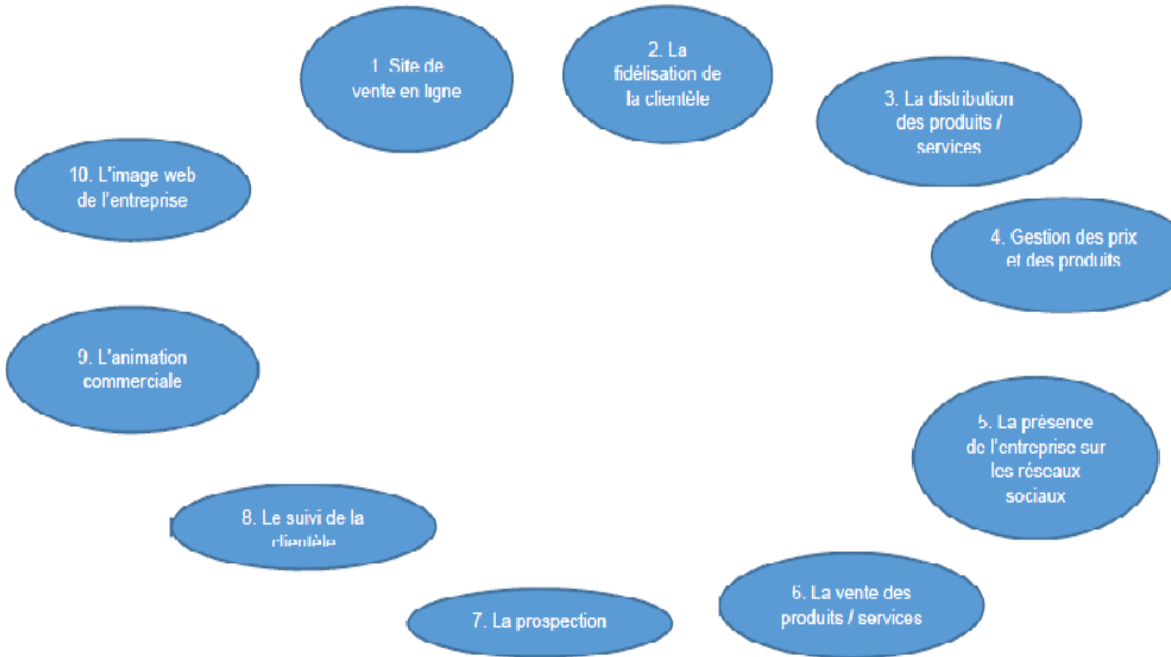 1. Site de
vente en ligne
2. La
fidélisation de
la clientèle
3. La distribution
des produits /
services
4. Gestion des prix
et des produits
5. La présence
de l'entreprise sur
les réseaux
sociaux
6. La vente des
produits / services
7. La prospection
8. Le suivi de la
clientèle
9. L'animation
commerciale
10. L'image web
de l'entreprise